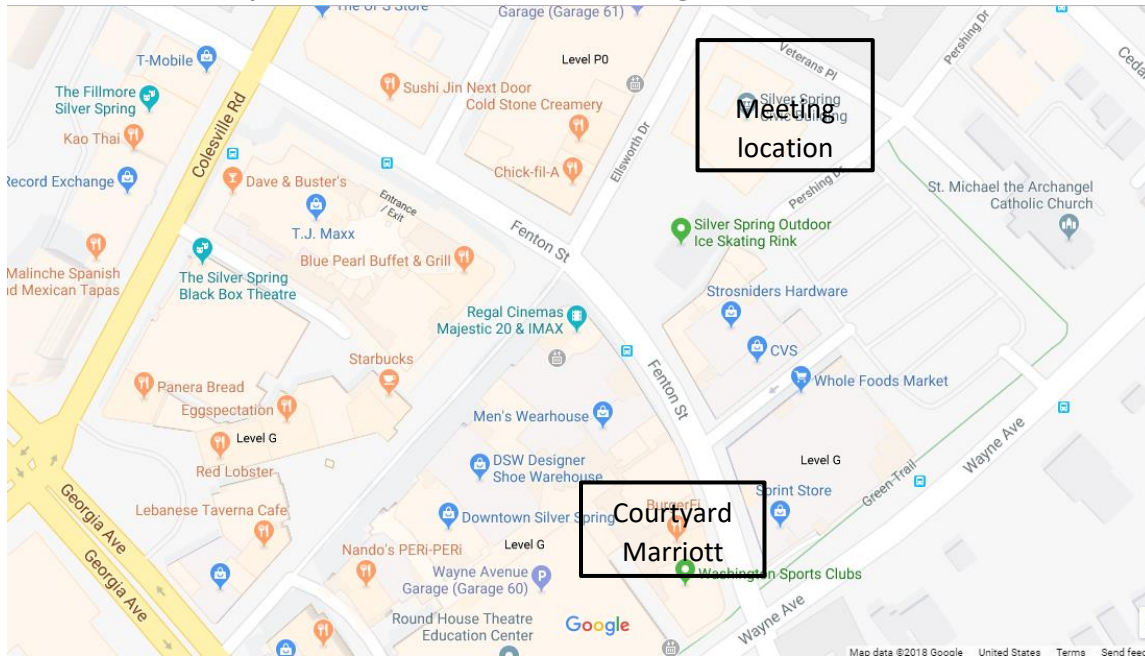 The UPS Store
Garage (Garage 61)
Level P0
T-Mobile
The Fillmore
Silver Spring
Kao Thai
Record Exchange
Colesville Rd
Sushi Jin Next Door
Cold Stone Creamery
Chick-fil-A
Ellsworth Dr
Veterans Pl
Pershing Dr
Silver Spring
Civic Building
Meeting
location
Pershing Dr
St. Michael the Archangel
Catholic Church
Dave & Buster's
Entrance
/ Exit
T.J. Maxx
Blue Pearl Buffet & Grill
Fenton St
Silver Spring Outdoor
Ice Skating Rink
Malinche Spanish
Mexican Tapas
The Silver Spring
Black Box Theatre
Regal Cinemas
Majestic 20 & IMAX
Strosniders Hardware
CVS
Whole Foods Market
Starbucks
Panera Bread
Eggspectation
Level G
Red Lobster
Men's Wearhouse
Fenton St
DSW Designer
Shoe Warehouse
Level G
Green Trail
Wayne Ave
Sprint Store
Georgia Ave
Lebanese Taverna Cafe
Downtown Silver Spring
BurgerFi
Courtyard
Marriott
Washington Sports Clubs
Georgia Ave
Nando's PERi-PERi
Level G
Wayne Avenue
Garage (Garage 60)
Round House Theatre
Education Center
Google
Wayne Ave
Map data ©2018 Google United States Terms Send